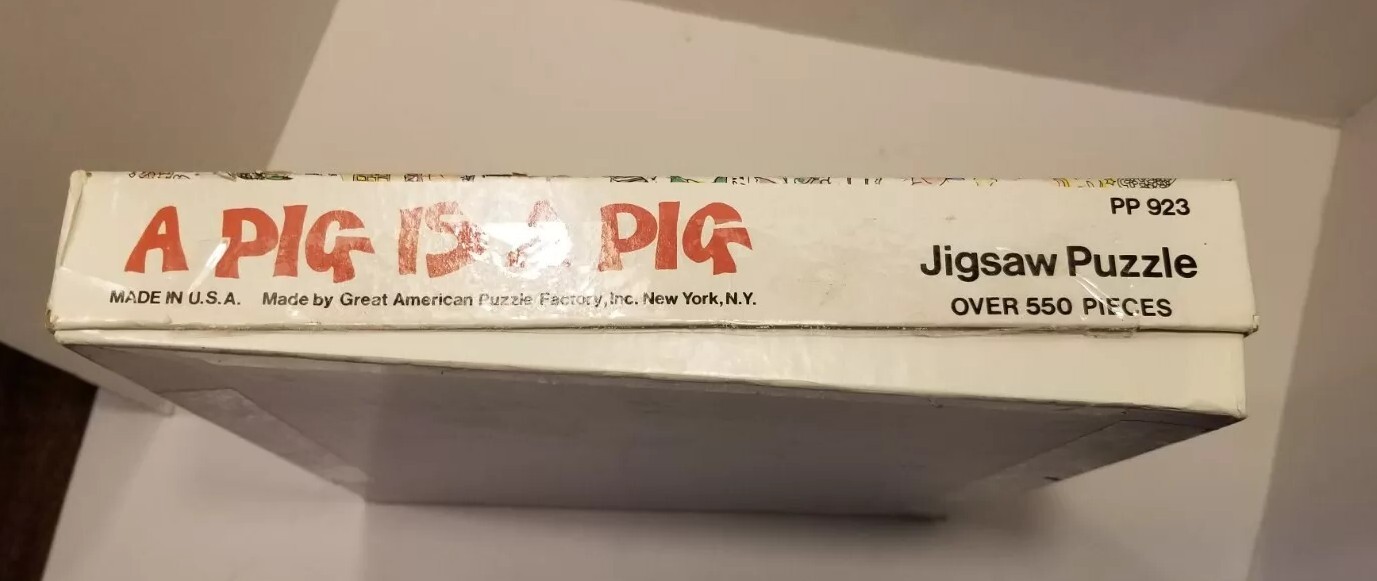 A PIG IS A PIG
MADE IN U.S.A. Made by Great American Puzzle Factory, Inc. New York, N.Y.
PP 923
Jigsaw Puzzle
OVER 550 PIECES